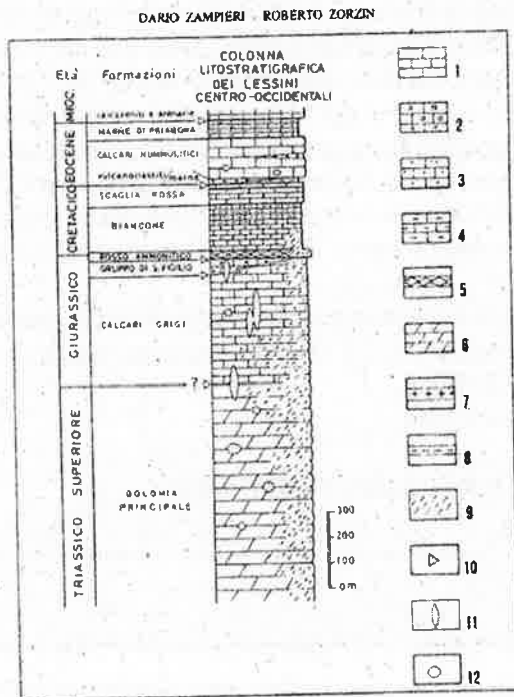 DARIO ZAMPIERI - ROBERTO ZORZIN
COLONNA
LITOSTRATIGRAFICA
DEI LESSINI
CENTRO-OCCIDENTALI
Età
Formazioni
MIOC.
EOCENE
CRETACICO
GIURASSICO
TRIASSICO SUPERIORE
MARNE DI PRIABONA
CALCARI NUMMULITICI
SCAGLIA ROSSA
BIANCONE
ROSSO AMMONITICO
GRUPPO DI S. VIGILIO
CALCARI GRIGI
?
DOLOMIA
PRINCIPALE
300
200
100
0m
1
2
3
4
5
6
7
8
9
10
11
12